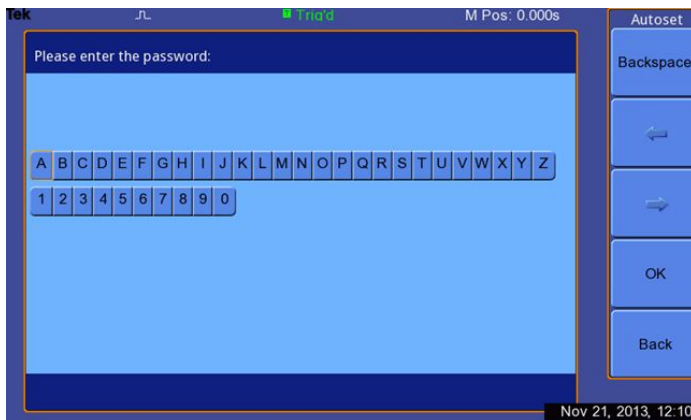 Tek Trig'd M Pos: 0.000s
Autoset
Please enter the password:
Backspace
A B C D E F G H I J K L M N O P Q R S T U V W X Y Z
1 2 3 4 5 6 7 8 9 0
OK
Back
Nov 21, 2013, 12:10